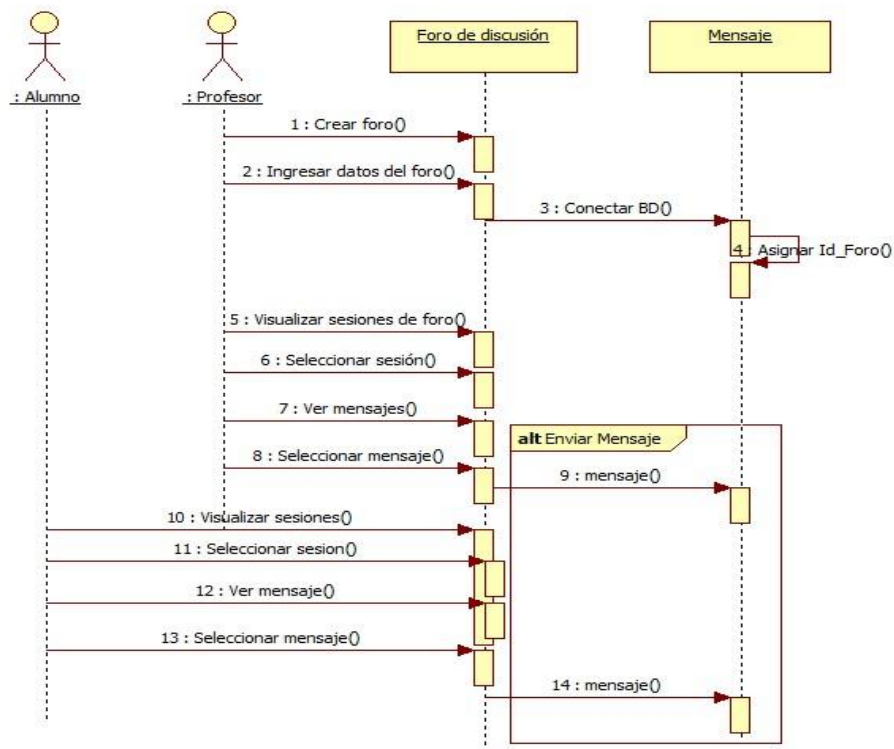 Foro de discusión
Mensaje
: Alumno
: Profesor
1 : Crear foro()
2 : Ingresar datos del foro()
3 : Conectar BD()
4 : Asignar Id_Foro()
5 : Visualizar sesiones de foro()
6 : Seleccionar sesión()
7 : Ver mensajes()
alt Enviar Mensaje
8 : Seleccionar mensaje()
9 : mensaje()
10 : Visualizar sesiones()
11 : Seleccionar sesion()
12 : Ver mensaje()
13 : Seleccionar mensaje()
14 : mensaje()